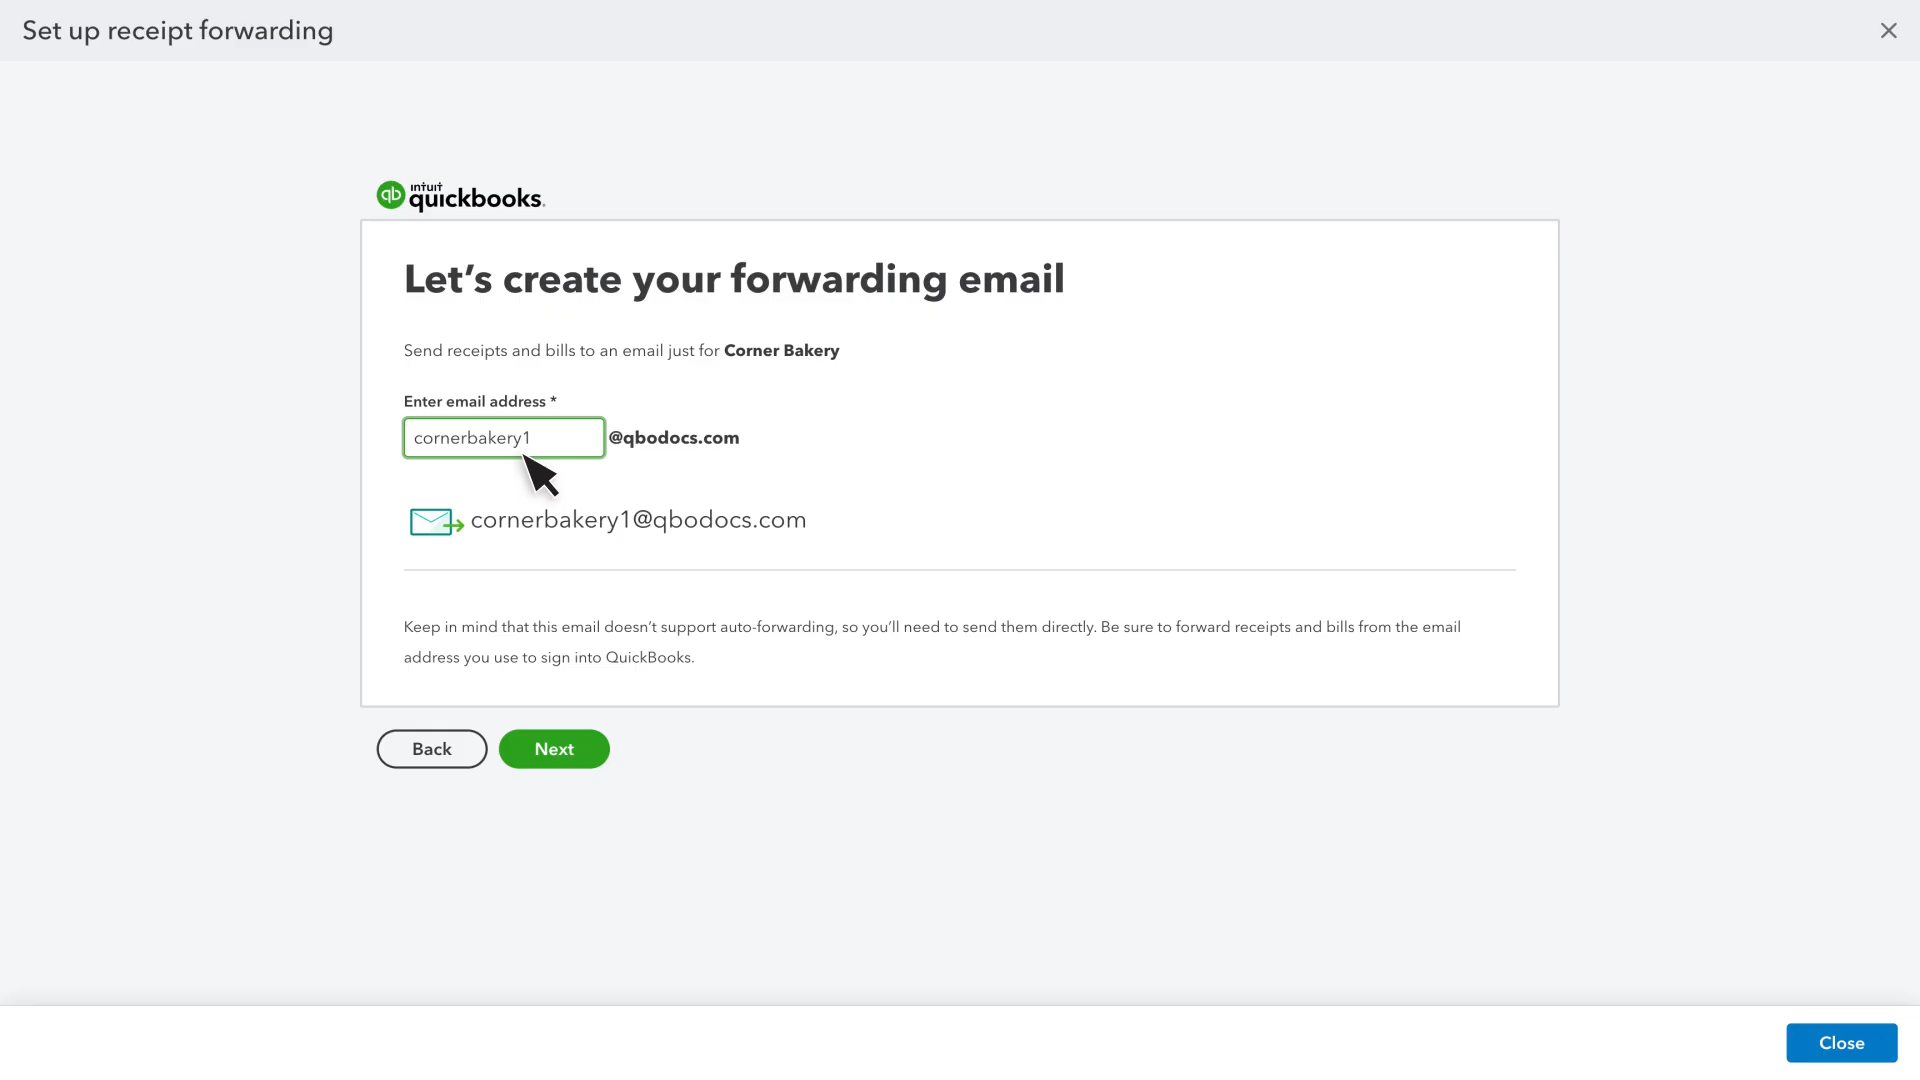 Set up receipt forwarding
intuit
quickbooks.
Let’s create your forwarding email
Send receipts and bills to an email just for Corner Bakery
Enter email address *
cornerbakery1 @qbodocs.com
cornerbakery1@qbodocs.com
Keep in mind that this email doesn’t support auto-forwarding, so you’ll need to send them directly. Be sure to forward receipts and bills from the email
address you use to sign into QuickBooks.
Back Next
Close